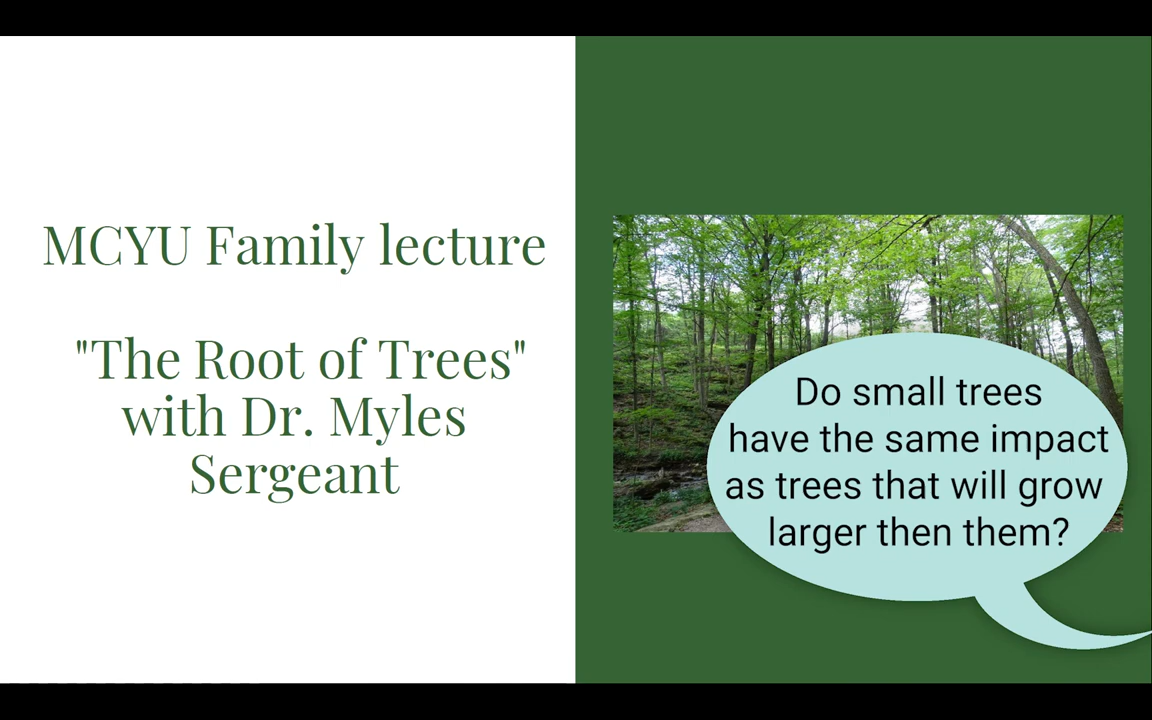 MCYU Family lecture
"The Root of Trees"
with Dr. Myles
Sergeant
Do small trees
have the same impact
as trees that will grow
larger then them?